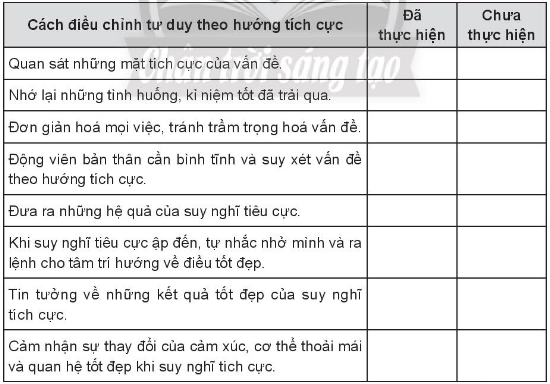 Cách điều chỉnh tư duy theo hướng tích cực
Đã
thực hiện
Chưa
thực hiện
Chân trời sáng tạo
Quan sát những mặt tích cực của vấn đề.
Nhớ lại những tình huống, kỉ niệm tốt đã trải qua.
Đơn giản hoá mọi việc, tránh trầm trọng hoá vấn đề.
Động viên bản thân cần bình tĩnh và suy xét vấn đề
theo hướng tích cực.
Đưa ra những hệ quả của suy nghĩ tiêu cực.
Khi suy nghĩ tiêu cực ập đến, tự nhắc nhở mình và ra
lệnh cho tâm trí hướng về điều tốt đẹp.
Tin tưởng về những kết quả tốt đẹp của suy nghĩ
tích cực.
Cảm nhận sự thay đổi của cảm xúc, cơ thể thoải mái
và quan hệ tốt đẹp khi suy nghĩ tích cực.